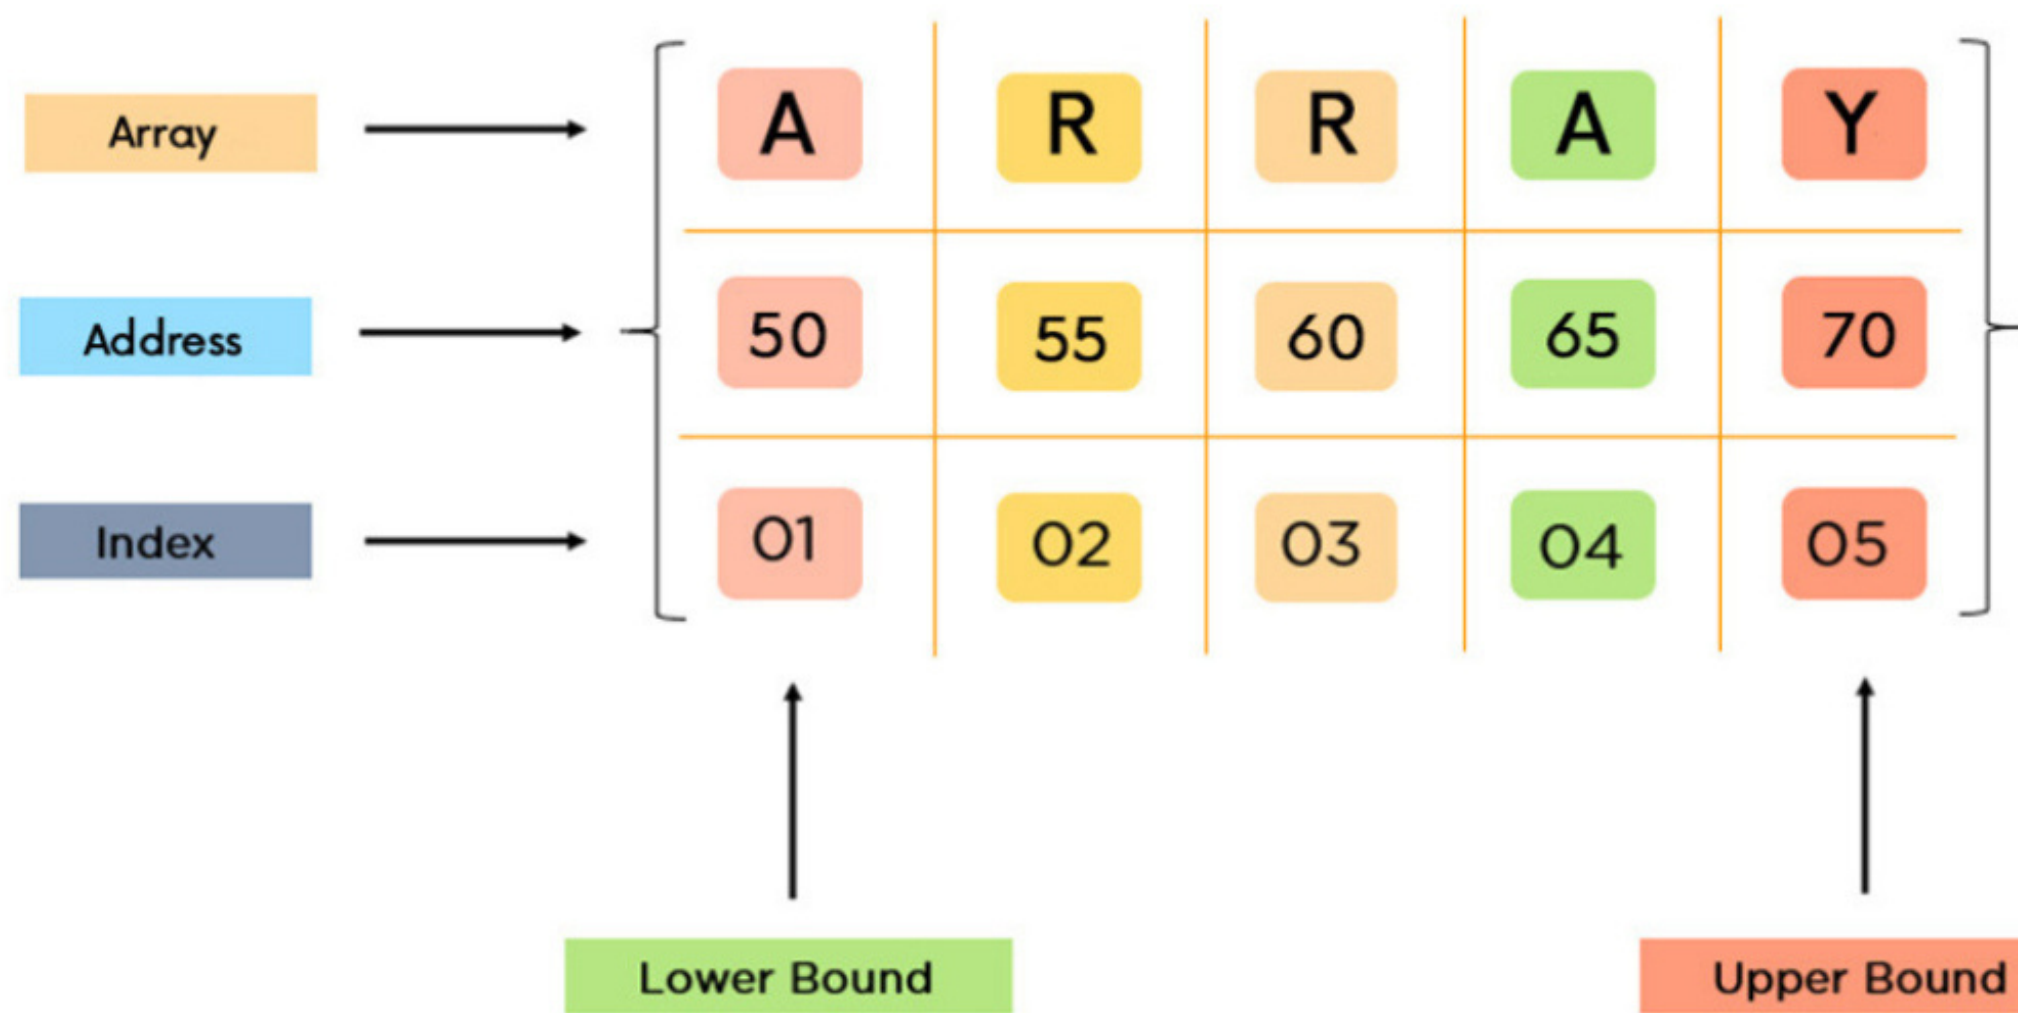 Array A R R A Y
Address 50 55 60 65 70
Index 01 02 03 04 05
Lower Bound Upper Bound